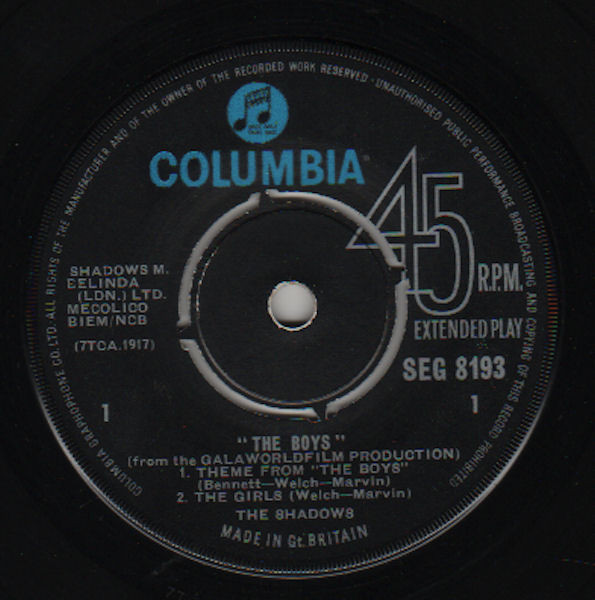 COLUMBIA GRAPHOPHONE CO. LTD. ALL RIGHTS OF THE MANUFACTURER AND OF THE OWNER OF THE RECORDED WORK RESERVED - UNAUTHORISED PUBLIC PERFORMANCE BROADCASTING AND COPYING OF THIS RECORD PROHIBITED
COLUMBIA
45
R.P.M.
EXTENDED PLAY
SEG 8193
SHADOWS M.
BELINDA
(LDN.) LTD.
MECOLICO
BIEM/NCB
(7TCA.1917)
1
1
"THE BOYS"
(from the GALAWORLDFILM PRODUCTION)
1. THEME FROM "THE BOYS"
(Bennett—Welch—Marvin)
2. THE GIRLS (Welch—Marvin)
THE SHADOWS
MADE IN Gt. BRITAIN